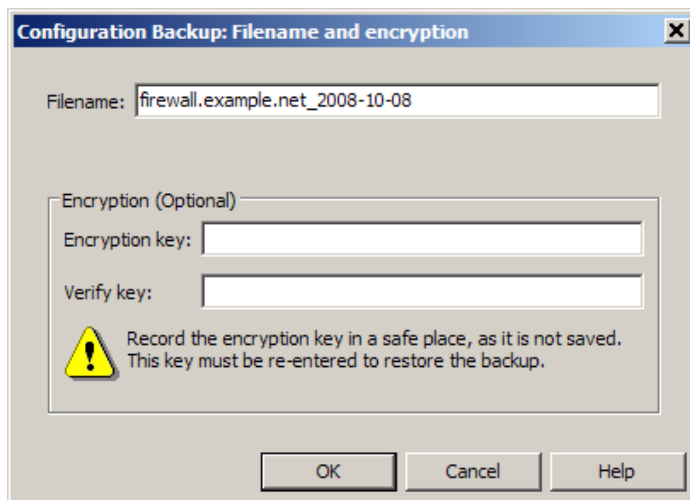 Configuration Backup: Filename and encryption
Filename: firewall.example.net_2008-10-08
Encryption (Optional)
Encryption key:
Verify key:
Record the encryption key in a safe place, as it is not saved.
This key must be re-entered to restore the backup.
OK Cancel Help